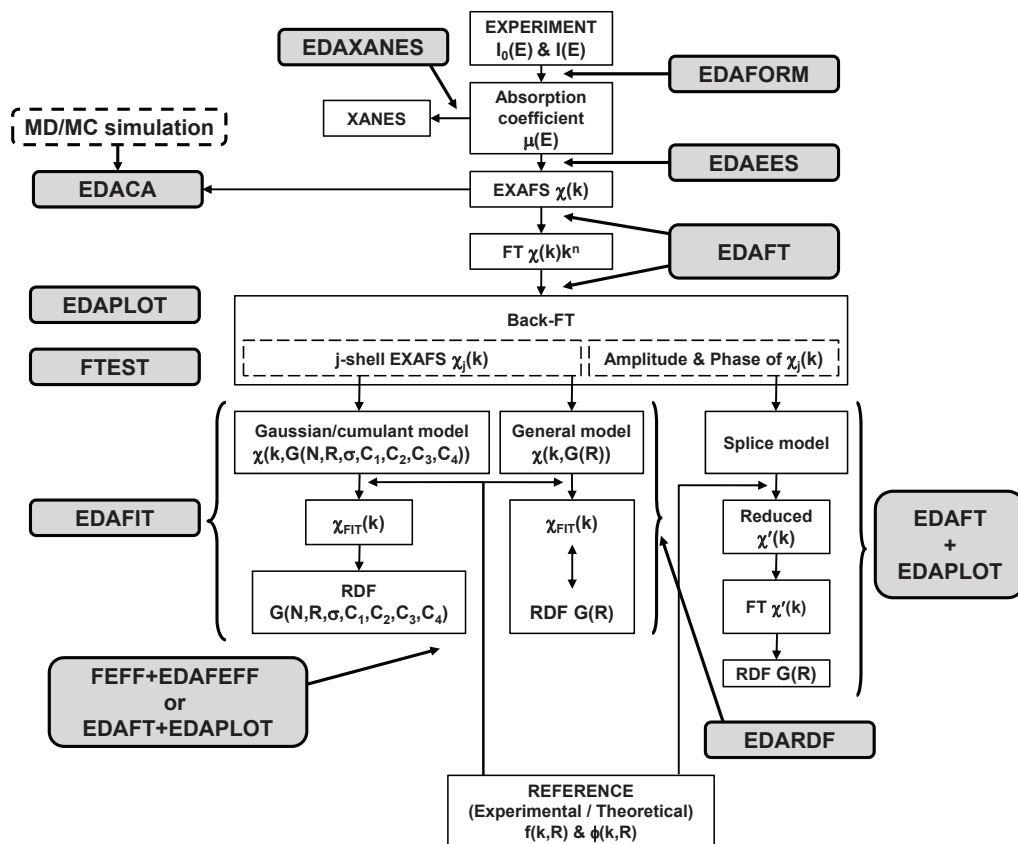 EXPERIMENT
I₀(E) & I(E)
EDAXANES
EDAFORM
Absorption
coefficient
μ(E)
XANES
MD/MC simulation
EDAEES
EDACA
EXAFS χ(k)
EDAFT
FT χ(k)kⁿ
EDAPLOT
Back-FT
FTEST
j-shell EXAFS χⱼ(k)
Amplitude & Phase of χⱼ(k)
Gaussian/cumulant model
χ(k,G(N,R,σ,C₁,C₂,C₃,C₄))
General model
χ(k,G(R))
Splice model
EDAFIT
χFIT(k)
RDF
G(N,R,σ,C₁,C₂,C₃,C₄)
χFIT(k)
RDF G(R)
Reduced
χ′(k)
FT χ′(k)
RDF G(R)
EDAFT
+
EDAPLOT
FEFF+EDAFEFF
or
EDAFT+EDAPLOT
EDARDF
REFERENCE
(Experimental / Theoretical)
f(k,R) & ϕ(k,R)